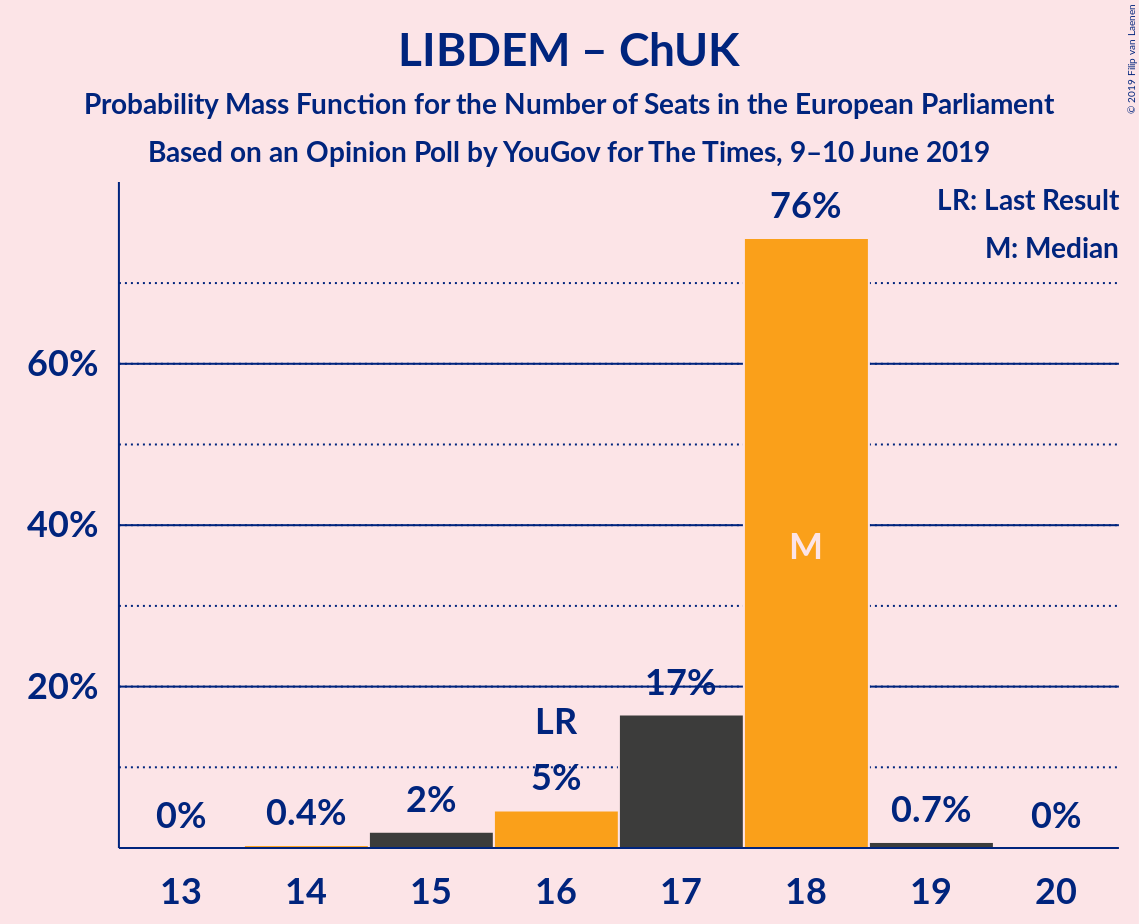 LIBDEM – ChUK
Probability Mass Function for the Number of Seats in the European Parliament
Based on an Opinion Poll by YouGov for The Times, 9–10 June 2019
© 2019 Filip van Laenen
LR: Last Result
M: Median
76%
60%
40%
20%
M
17%
LR
5%
0%
0.4%
2%
0.7%
0%
13 14 15 16 17 18 19 20